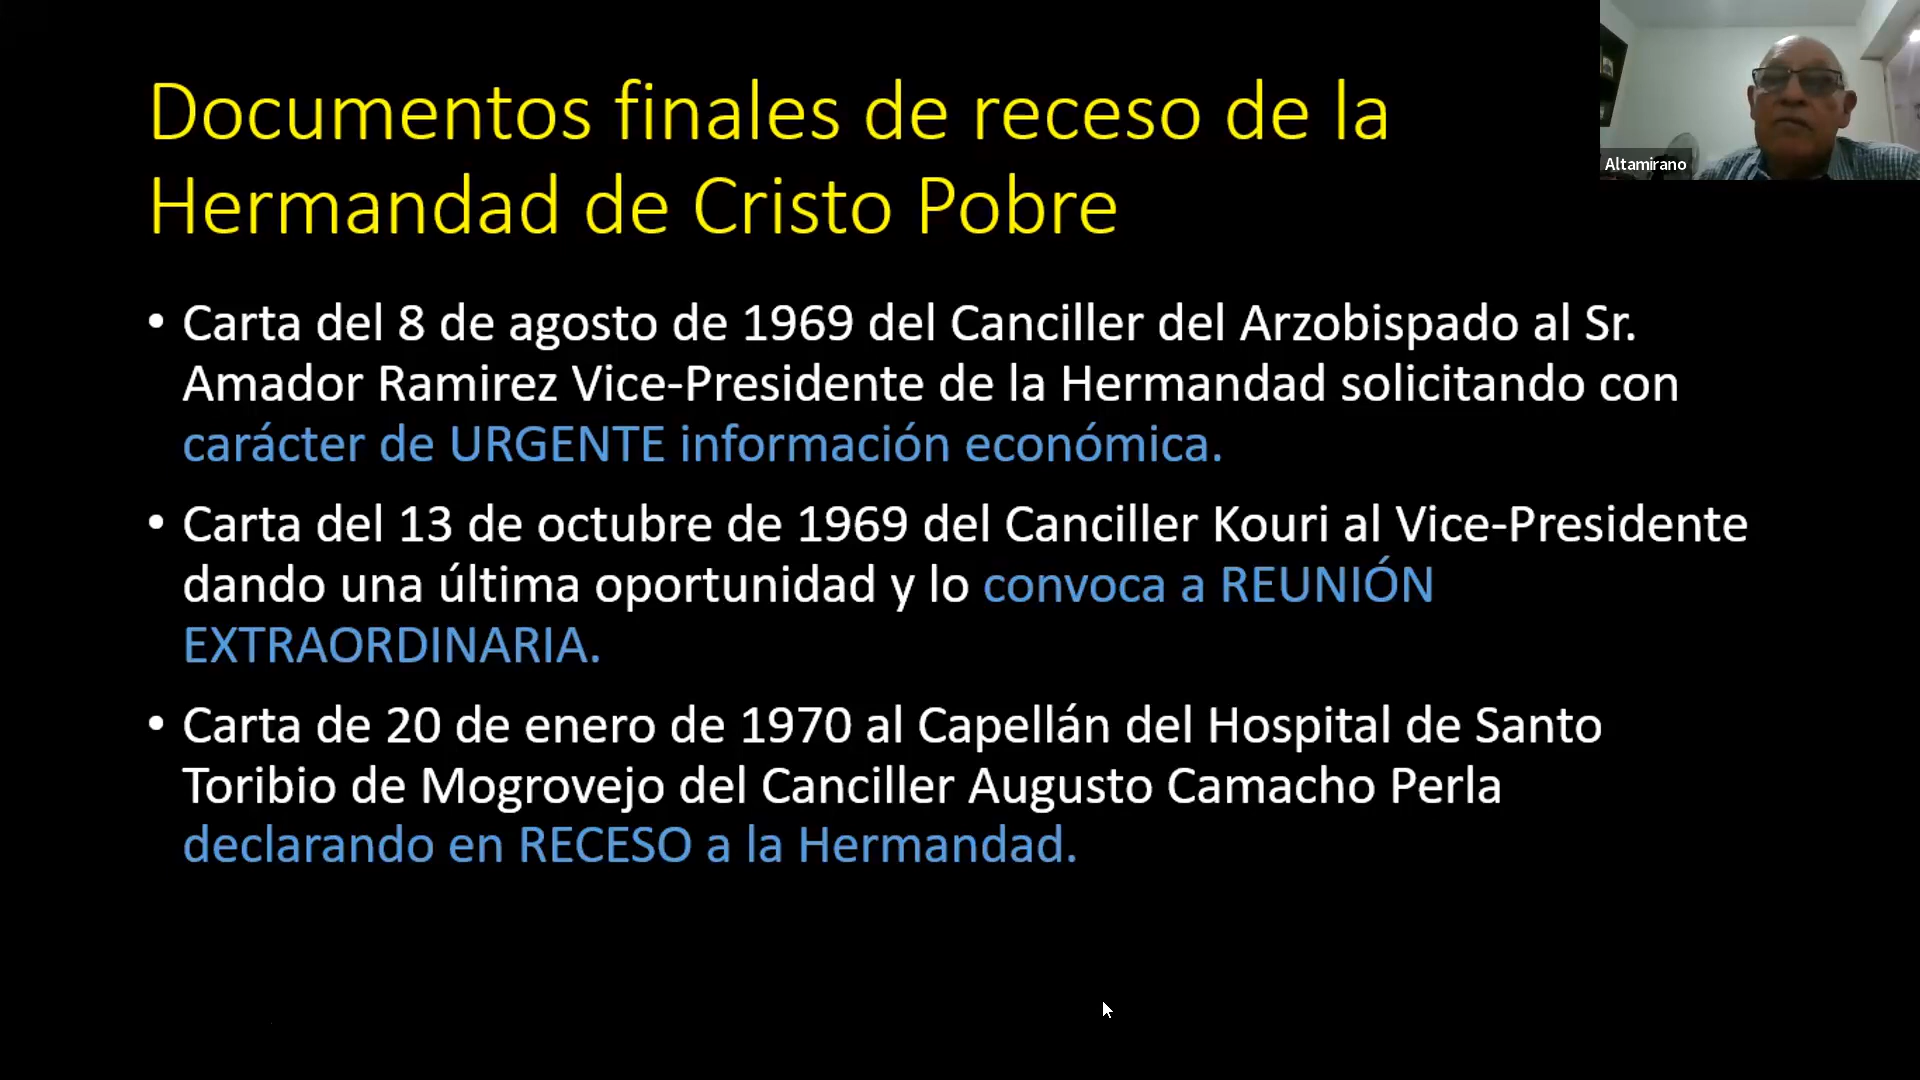 Documentos finales de receso de la
Hermandad de Cristo Pobre
Altamirano
• Carta del 8 de agosto de 1969 del Canciller del Arzobispado al Sr.
Amador Ramirez Vice-Presidente de la Hermandad solicitando con
carácter de URGENTE información económica.
• Carta del 13 de octubre de 1969 del Canciller Kouri al Vice-Presidente
dando una última oportunidad y lo convoca a REUNIÓN
EXTRAORDINARIA.
• Carta de 20 de enero de 1970 al Capellán del Hospital de Santo
Toribio de Mogrovejo del Canciller Augusto Camacho Perla
declarando en RECESO a la Hermandad.